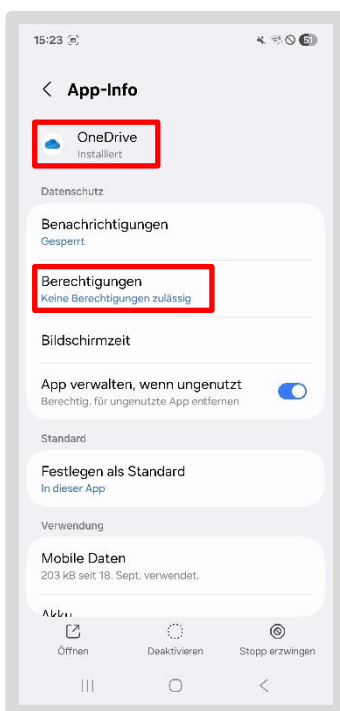 15:23
51
App-Info
OneDrive
Installiert
Datenschutz
Benachrichtigungen
Gesperrt
Berechtigungen
Keine Berechtigungen zulässig
Bildschirmzeit
App verwalten, wenn ungenutzt
Berechtig. für ungenutzte App entfernen
Standard
Festlegen als Standard
In dieser App
Verwendung
Mobile Daten
203 kB seit 18. Sept. verwendet.
Akku
Öffnen
Deaktivieren
Stopp erzwingen